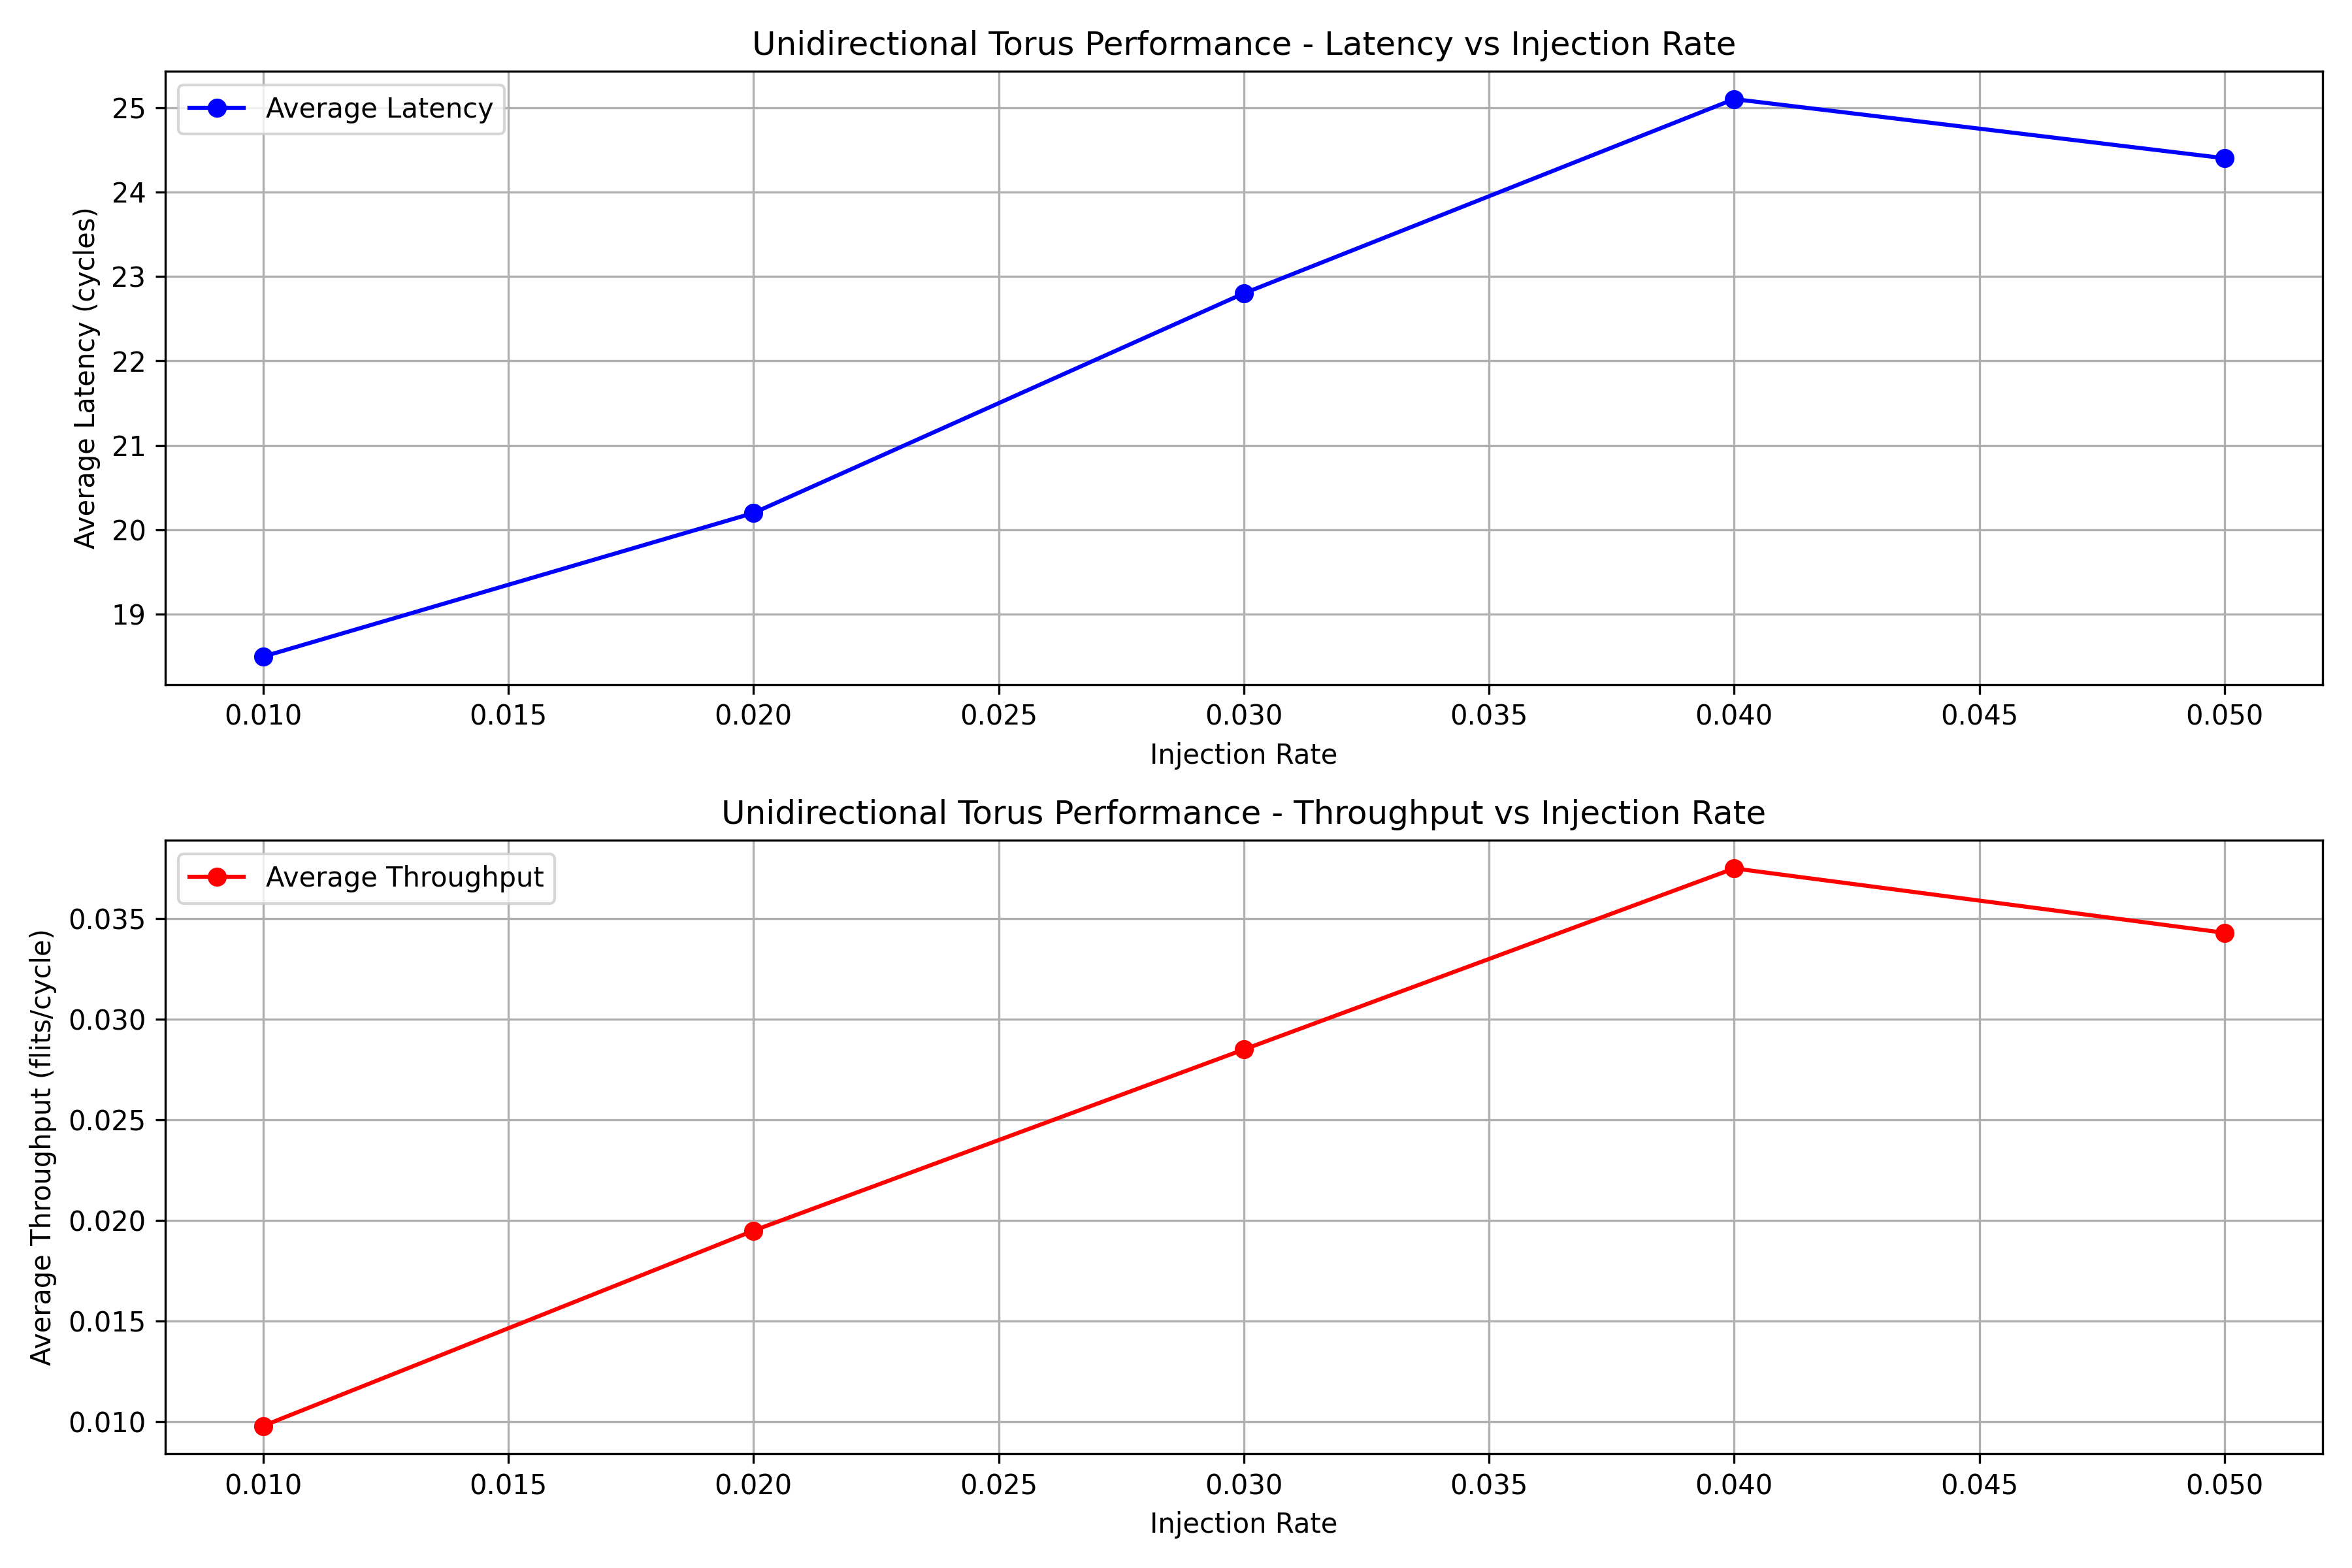 Unidirectional Torus Performance - Latency vs Injection Rate
Average Latency
Average Latency (cycles)
25
24
23
22
21
20
19
0.010 0.015 0.020 0.025 0.030 0.035 0.040 0.045 0.050
Injection Rate
Unidirectional Torus Performance - Throughput vs Injection Rate
Average Throughput
Average Throughput (flits/cycle)
0.035
0.030
0.025
0.020
0.015
0.010
0.010 0.015 0.020 0.025 0.030 0.035 0.040 0.045 0.050
Injection Rate